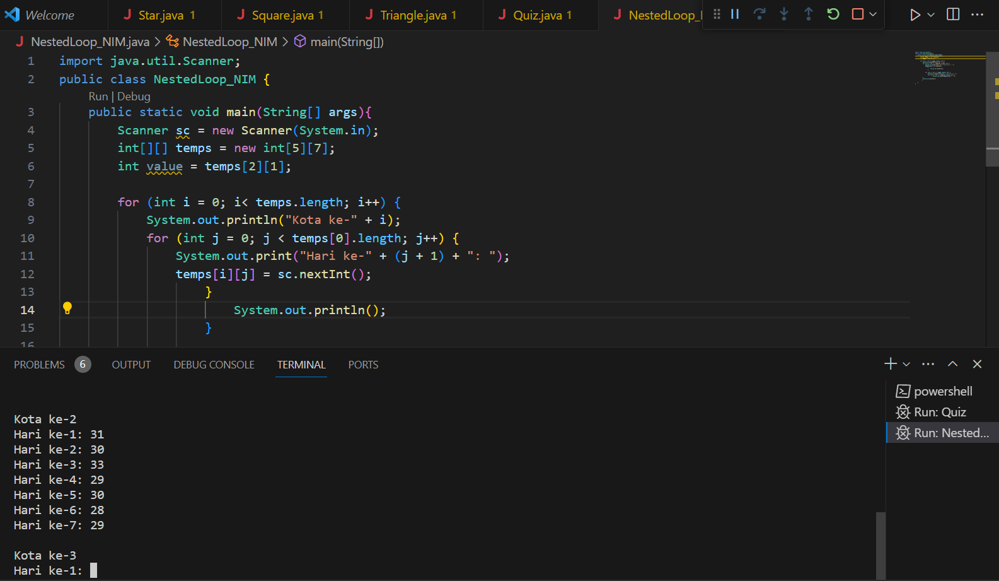 Welcome
Star.java 1
Square.java 1
Triangle.java 1
Quiz.java 1
NestedLoop_
NestedLoop_NIM.java > NestedLoop_NIM > main(String[])
1 import java.util.Scanner;
2 public class NestedLoop_NIM {
Run | Debug
3 public static void main(String[] args){
4 Scanner sc = new Scanner(System.in);
5 int[][] temps = new int[5][7];
6 int value = temps[2][1];
7
8 for (int i = 0; i< temps.length; i++) {
9 System.out.println("Kota ke-" + i);
10 for (int j = 0; j < temps[0].length; j++) {
11 System.out.print("Hari ke-" + (j + 1) + ": ");
12 temps[i][j] = sc.nextInt();
13 }
14 System.out.println();
15 }
16
PROBLEMS 6 OUTPUT DEBUG CONSOLE TERMINAL PORTS
powershell
Run: Quiz
Run: Nested...
Kota ke-2
Hari ke-1: 31
Hari ke-2: 30
Hari ke-3: 33
Hari ke-4: 29
Hari ke-5: 30
Hari ke-6: 28
Hari ke-7: 29
Kota ke-3
Hari ke-1: